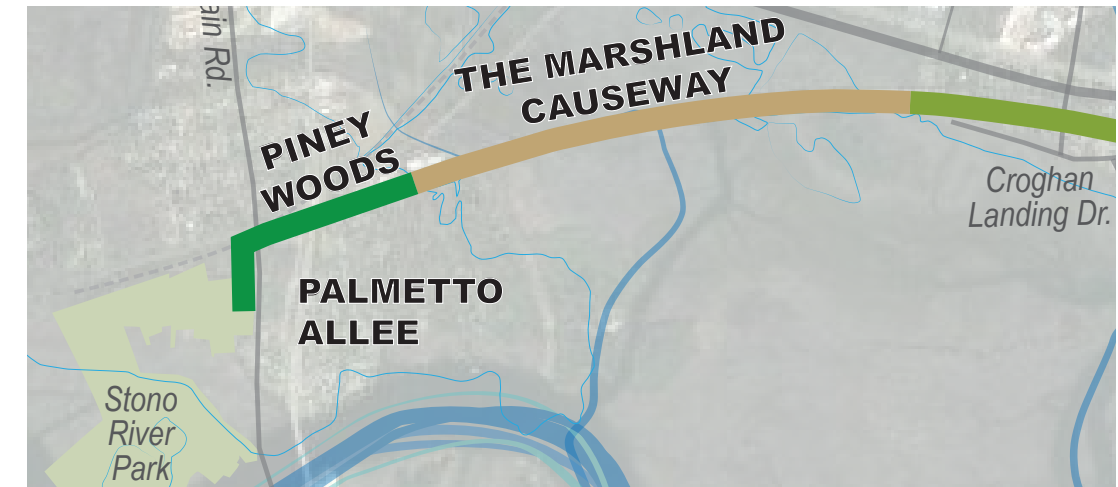 ain Rd.
THE MARSHLAND
CAUSEWAY
PINEY
WOODS
Croghan
Landing Dr.
PALMETTO
ALLEE
Stono
River
Park